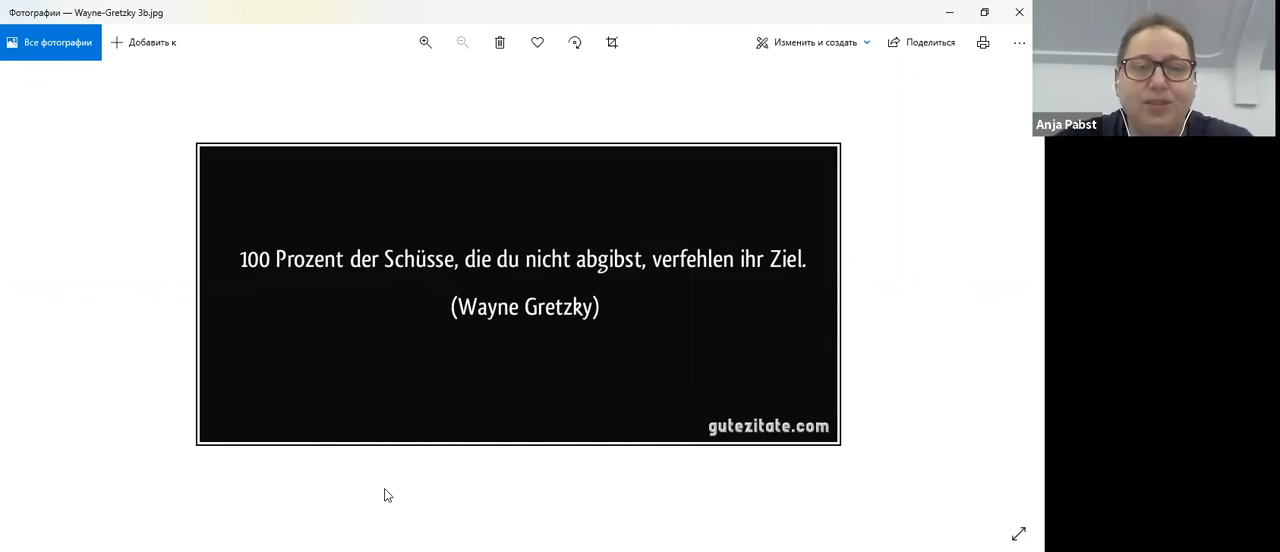 Фотографии — Wayne-Gretzky 3b.jpg
Все фотографии
Добавить к
Изменить и создать
Поделиться
Anja Pabst
100 Prozent der Schüsse, die du nicht abgibst, verfehlen ihr Ziel.
(Wayne Gretzky)
gutezitate.com